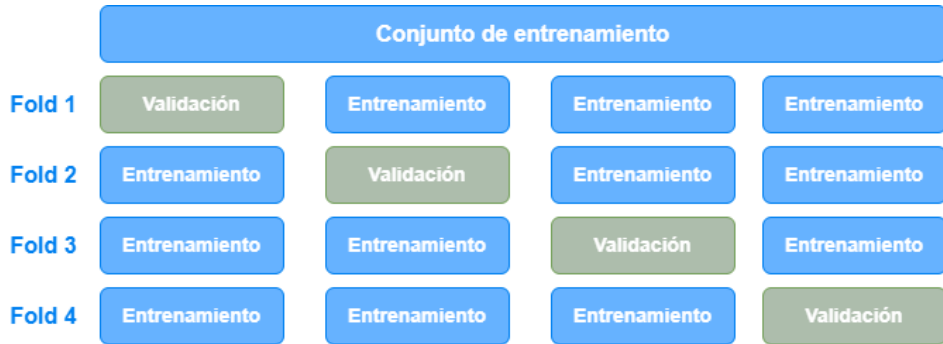 Conjunto de entrenamiento
Fold 1 Validación Entrenamiento Entrenamiento Entrenamiento
Fold 2 Entrenamiento Validación Entrenamiento Entrenamiento
Fold 3 Entrenamiento Entrenamiento Validación Entrenamiento
Fold 4 Entrenamiento Entrenamiento Entrenamiento Validación